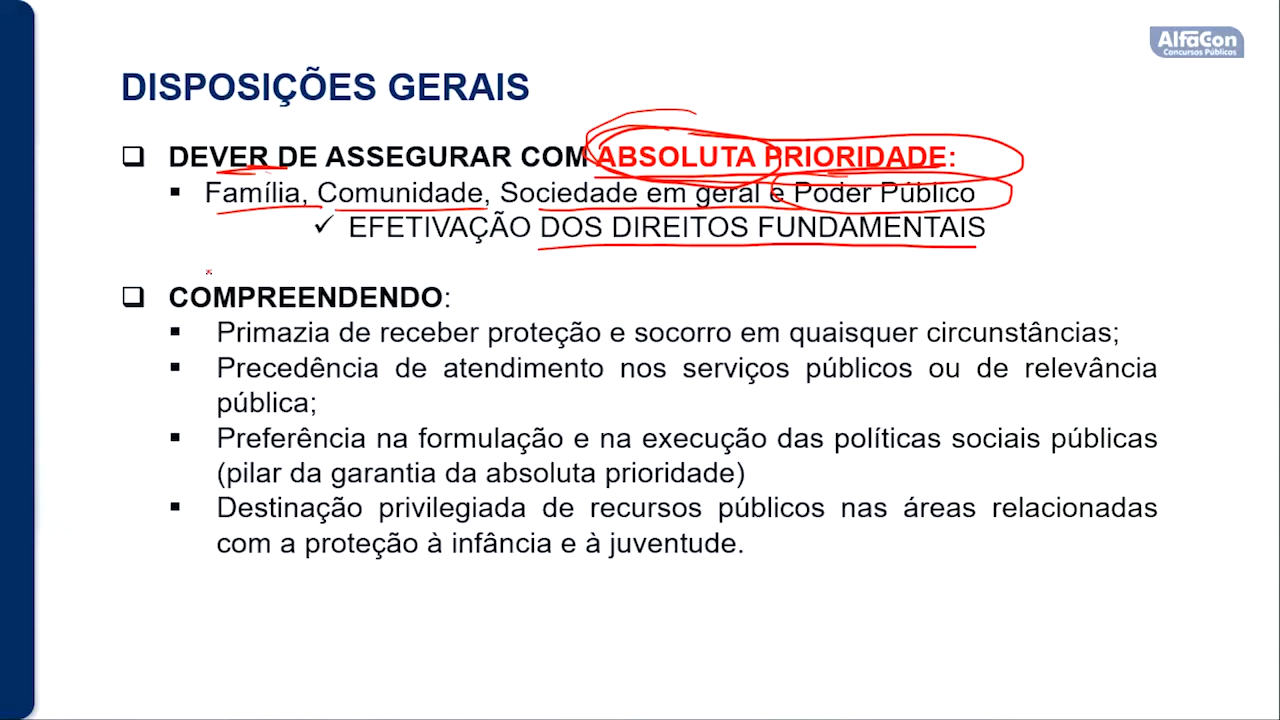 AlfaCon
Concursos Públicos
DISPOSIÇÕES GERAIS
DEVER DE ASSEGURAR COM ABSOLUTA PRIORIDADE:
Família, Comunidade, Sociedade em geral e Poder Público
EFETIVAÇÃO DOS DIREITOS FUNDAMENTAIS
COMPREENDENDO:
Primazia de receber proteção e socorro em quaisquer circunstâncias;
Precedência de atendimento nos serviços públicos ou de relevância
pública;
Preferência na formulação e na execução das políticas sociais públicas
(pilar da garantia da absoluta prioridade)
Destinação privilegiada de recursos públicos nas áreas relacionadas
com a proteção à infância e à juventude.